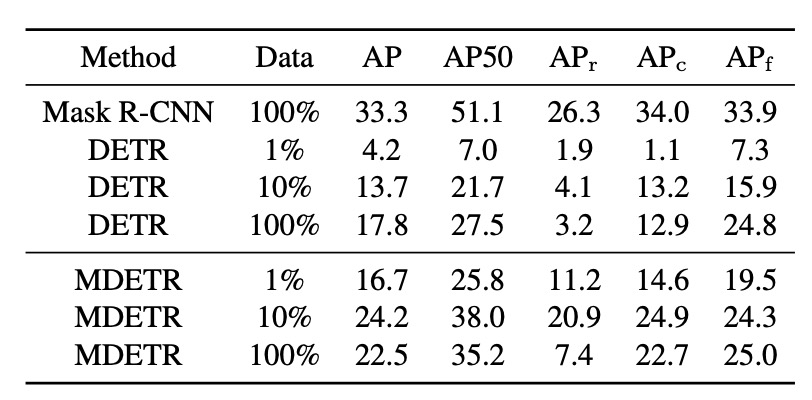 Method Data AP AP50 APr APc APf
Mask R-CNN 100% 33.3 51.1 26.3 34.0 33.9
DETR 1% 4.2 7.0 1.9 1.1 7.3
DETR 10% 13.7 21.7 4.1 13.2 15.9
DETR 100% 17.8 27.5 3.2 12.9 24.8
MDETR 1% 16.7 25.8 11.2 14.6 19.5
MDETR 10% 24.2 38.0 20.9 24.9 24.3
MDETR 100% 22.5 35.2 7.4 22.7 25.0